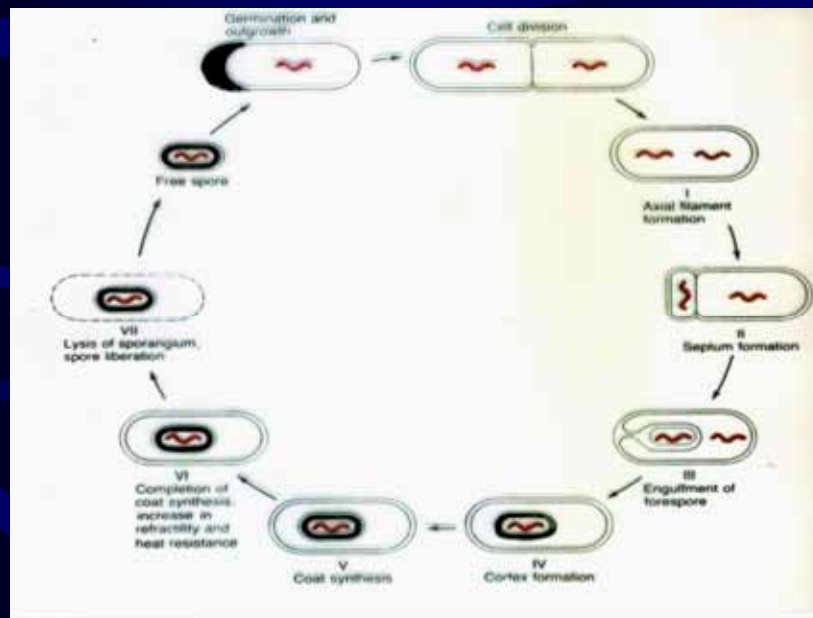 Germination and
outgrowth
Cell division
I
Axial filament
formation
II
Septum formation
III
Engulfment of
forespore
IV
Cortex formation
V
Coat synthesis
VI
Completion of
coat synthesis,
increase in
refractility and
heat resistance
VII
Lysis of sporangium,
spore liberation
Free spore